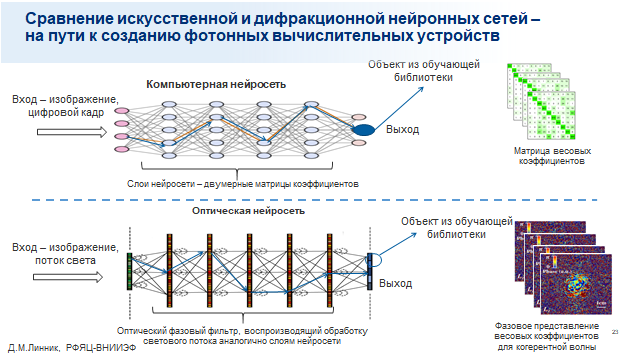 Сравнение искусственной и дифракционной нейронных сетей –
на пути к созданию фотонных вычислительных устройств
Объект из обучающей
библиотеки
Компьютерная нейросеть
Вход – изображение,
цифровой кадр
Выход
Матрица весовых
коэффициентов
Слои нейросети – двумерные матрицы коэффициентов
Оптическая нейросеть
Объект из обучающей
библиотеки
Вход – изображение,
поток света
Выход
Оптический фазовый фильтр, воспроизводящий обработку
светового потока аналогично слоям нейросети
Фазовое представление
весовых коэффициентов
для когерентной волны
23
Д.М.Линник, РФЯЦ-ВНИИЭФ